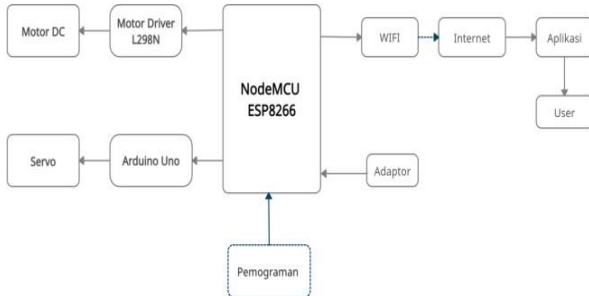 Motor DC
Motor Driver
L298N
NodeMCU
ESP8266
WIFI
Internet
Aplikasi
User
Servo
Arduino Uno
Adaptor
Pemograman